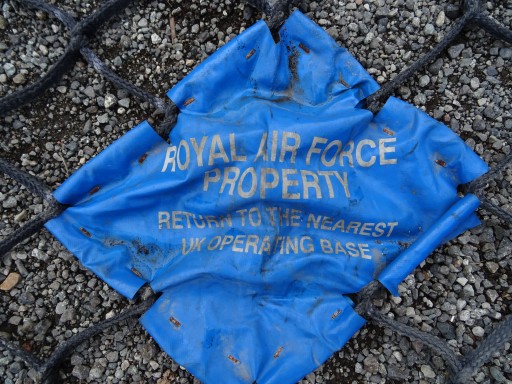 ROYAL AIR FORCE
PROPERTY
RETURN TO THE NEAREST
UK OPERATING BASE